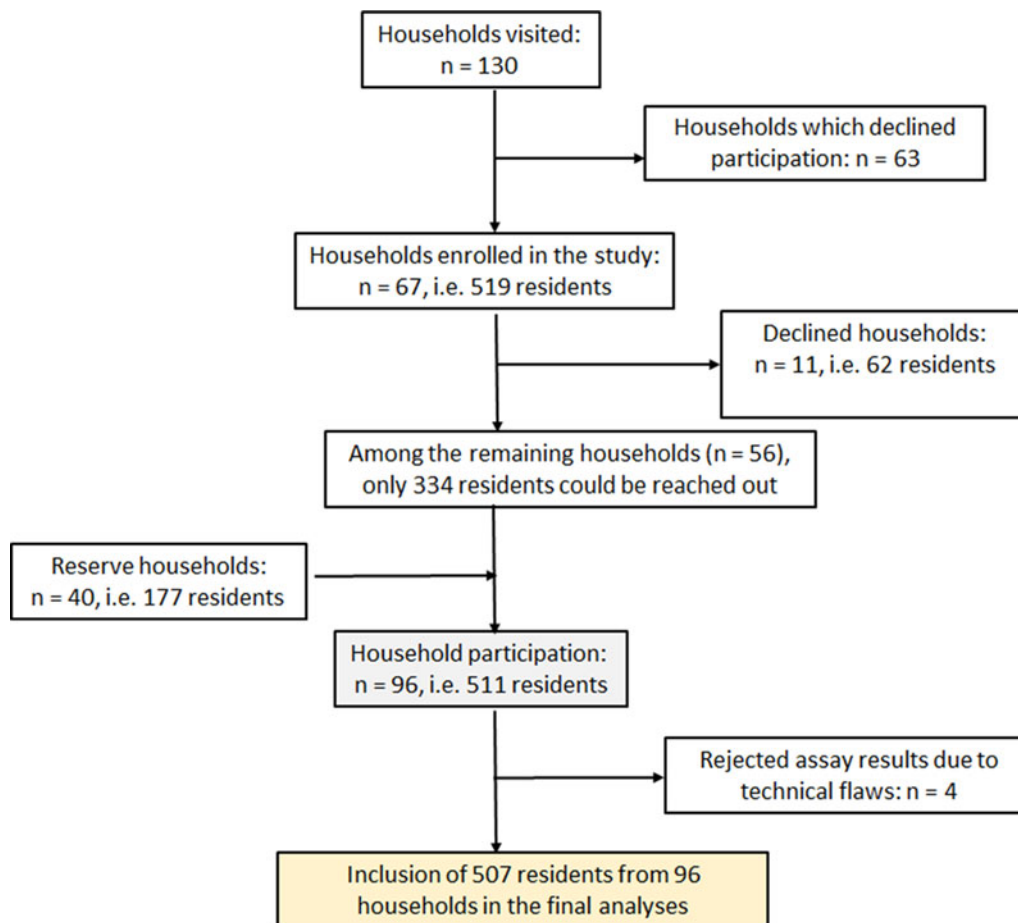 Households visited:
n = 130
Households which declined
participation: n = 63
Households enrolled in the study:
n = 67, i.e. 519 residents
Declined households:
n = 11, i.e. 62 residents
Among the remaining households (n = 56),
only 334 residents could be reached out
Reserve households:
n = 40, i.e. 177 residents
Household participation:
n = 96, i.e. 511 residents
Rejected assay results due to
technical flaws: n = 4
Inclusion of 507 residents from 96
households in the final analyses